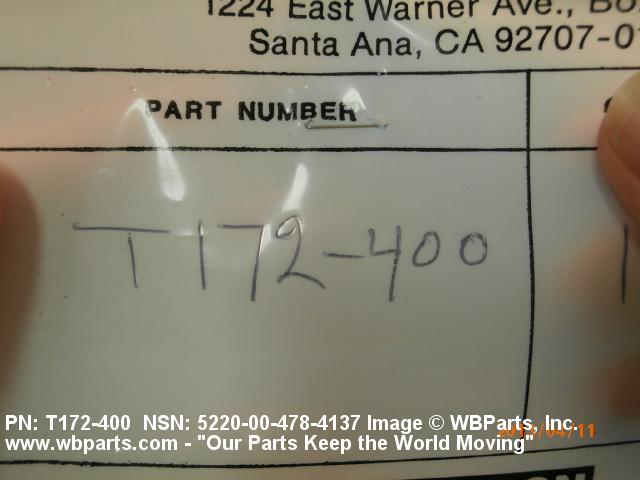 1224 East Warner Ave.,
Santa Ana, CA 92707-0
PART NUMBER
T172-400
PN: T172-400 NSN: 5220-00-478-4137 Image © WBParts, Inc.
www.wbparts.com - "Our Parts Keep the World Moving"